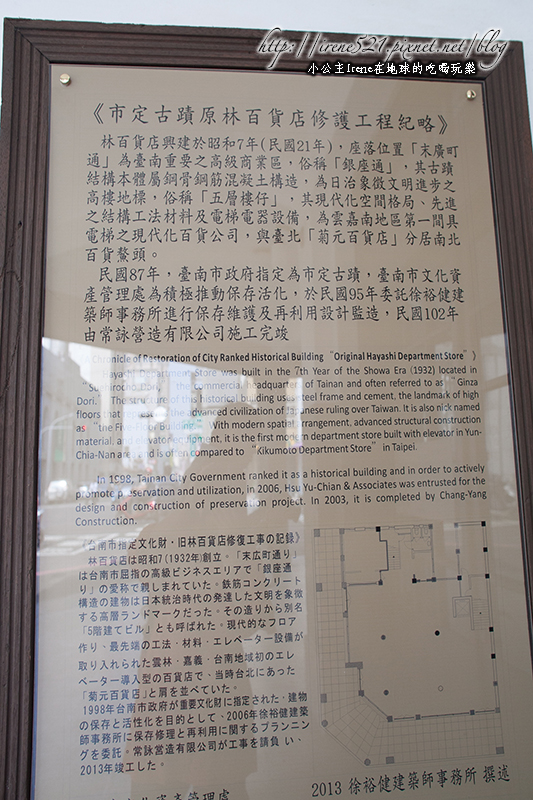 http://irene521.pixnet.net/blog
小公主Irene在地球的吃喝玩樂
《市定古蹟原林百貨店修護工程紀略》
林百貨店興建於昭和7年(民國21年)，座落位置「末廣町
通」為臺南重要之高級商業區，俗稱「銀座通」，其古蹟
結構本體屬鋼骨鋼筋混凝土構造，為日治象徵文明進步之
高樓地標，俗稱「五層樓仔」，其現代化空間格局、先進
之結構工法材料及電梯電器設備，為雲嘉南地區第一間具
電梯之現代化百貨公司，與臺北「菊元百貨店」分居南北
百貨鰲頭。
民國87年，臺南市政府指定為市定古蹟，臺南市文化資
產管理處為積極推動保存活化，於民國95年委託徐裕健建
築師事務所進行保存維護及再利用設計監造，民國102年
由常詠營造有限公司施工完竣
Chronicle of Restoration of City Ranked Historical Building “Original Hayashi Department Store”》
Hayashi Department Store was built in the 7th Year of the Showa Era (1932) located in
“Suehirocho Dori,” the commercial headquarter of Tainan and often referred to as “Ginza
Dori.” The structure of this historical building used steel frame and cement, the landmark of high
floors that the civilization of Japanese ruling over Taiwan. It is also nick named
as “the Five-Floor Building.” With modern spatial arrangement, advanced structural construction
material, and elevator equipment, it is the first modern department store built with elevator in Yun-
Chia-Nan area and is often compared to “Kikumoto Department Store” in Taipei.
In 1998, Tainan City Government ranked it as a historical building and in order to actively
promote preservation and utilization, in 2006, Hsu Yu-Chian & Associates was entrusted for the
design and construction of preservation project. In 2003, it is completed by Chang-Yang
Construction.
《台南市指定文化財・旧林百貨店修復工事の記録》
林百貨店は昭和7(1932年)創立。「末広町通り」
は台南市屈指の高級ビジネスエリアで「銀座通
り」の愛称で親しまれていた。鉄筋コンクリート
構造の建物は日本統治時代の発達した文明を象徴
する高層ランドマークだった。その造りから別名
「5階建てビル」とも呼ばれた。現代的なフロア
作り、最先端の工法・材料・エレベーター設備が
取り入れられた雲林・嘉義・台南地域初のエレ
ベーター導入型の百貨店で、当時台北にあった
「菊元百貨店」と肩を並べていた。
1998年台南市政府が重要文化財に指定された。建物
の保存と活性化を目的として、2006年徐裕健建築
師事務所に保存修理と再利用に関するプランニン
グを委託。常詠營造有限公司が工事を請負い、
2013年竣工した。
2013 徐裕健建築師事務所 撰述